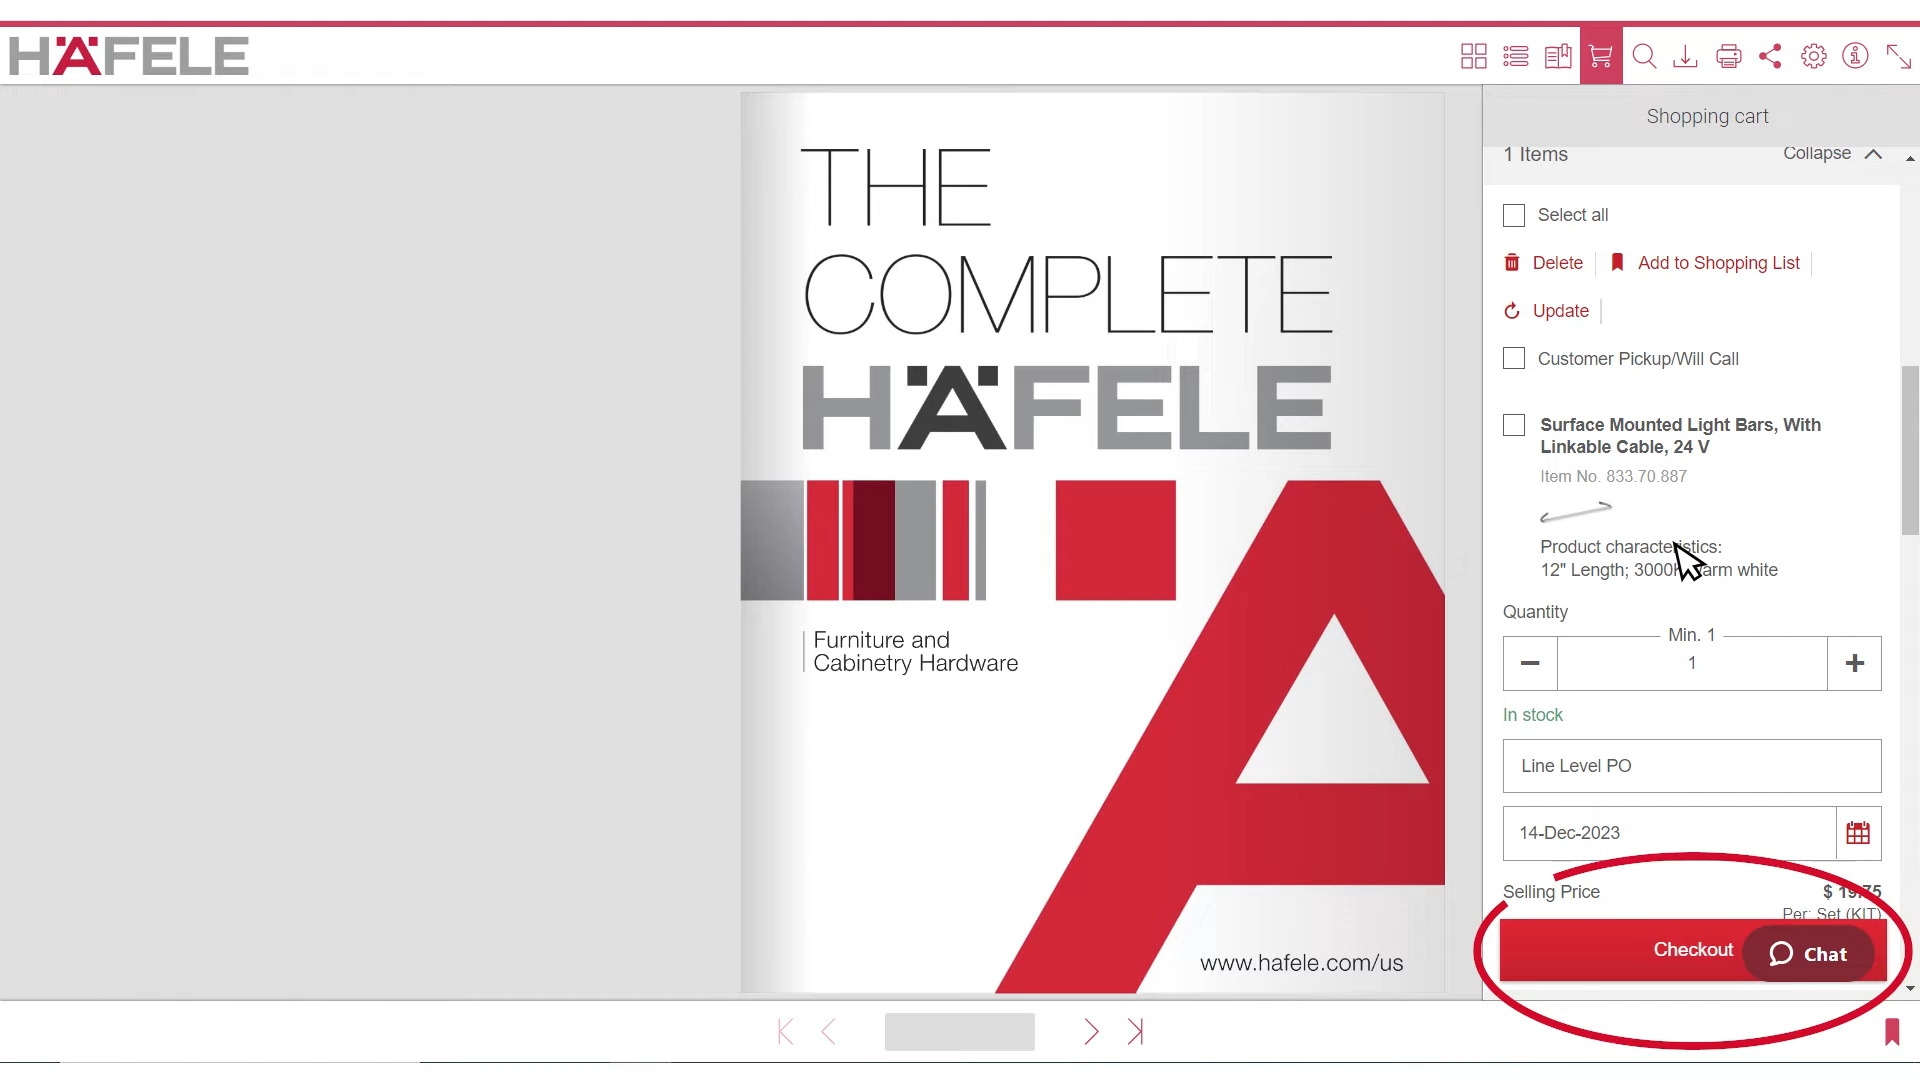 HÄFELE
THE
COMPLETE
HÄFELE
Furniture and
Cabinetry Hardware
www.hafele.com/us
Shopping cart
1 Items
Collapse
Select all
Delete
Add to Shopping List
Update
Customer Pickup/Will Call
Surface Mounted Light Bars, With
Linkable Cable, 24 V
Item No. 833.70.887
Product characteristics:
12" Length; 3000K warm white
Quantity
Min. 1
1
In stock
Line Level PO
14-Dec-2023
Selling Price
$ 19.75
Per: Set (KIT)
Checkout
Chat